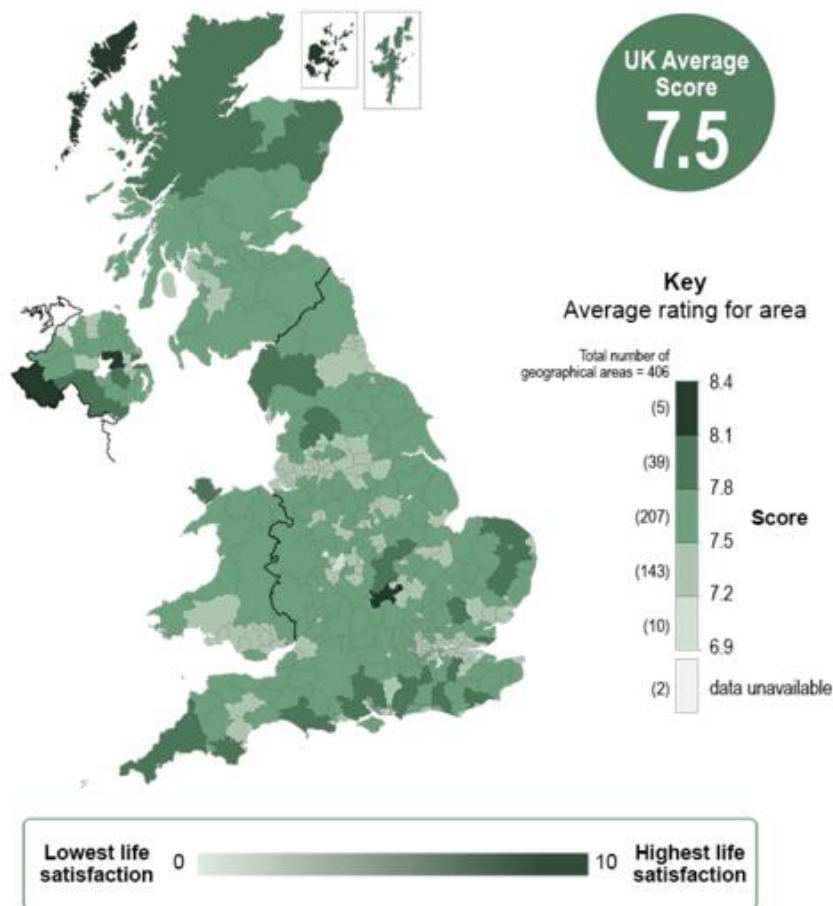 UK Average
Score
7.5
Key
Average rating for area
Total number of
geographical areas = 406
8.4
(5)
8.1
(39)
7.8
(207)
7.5
Score
(143)
7.2
(10)
6.9
(2)
data unavailable
Lowest life
satisfaction
0
10
Highest life
satisfaction